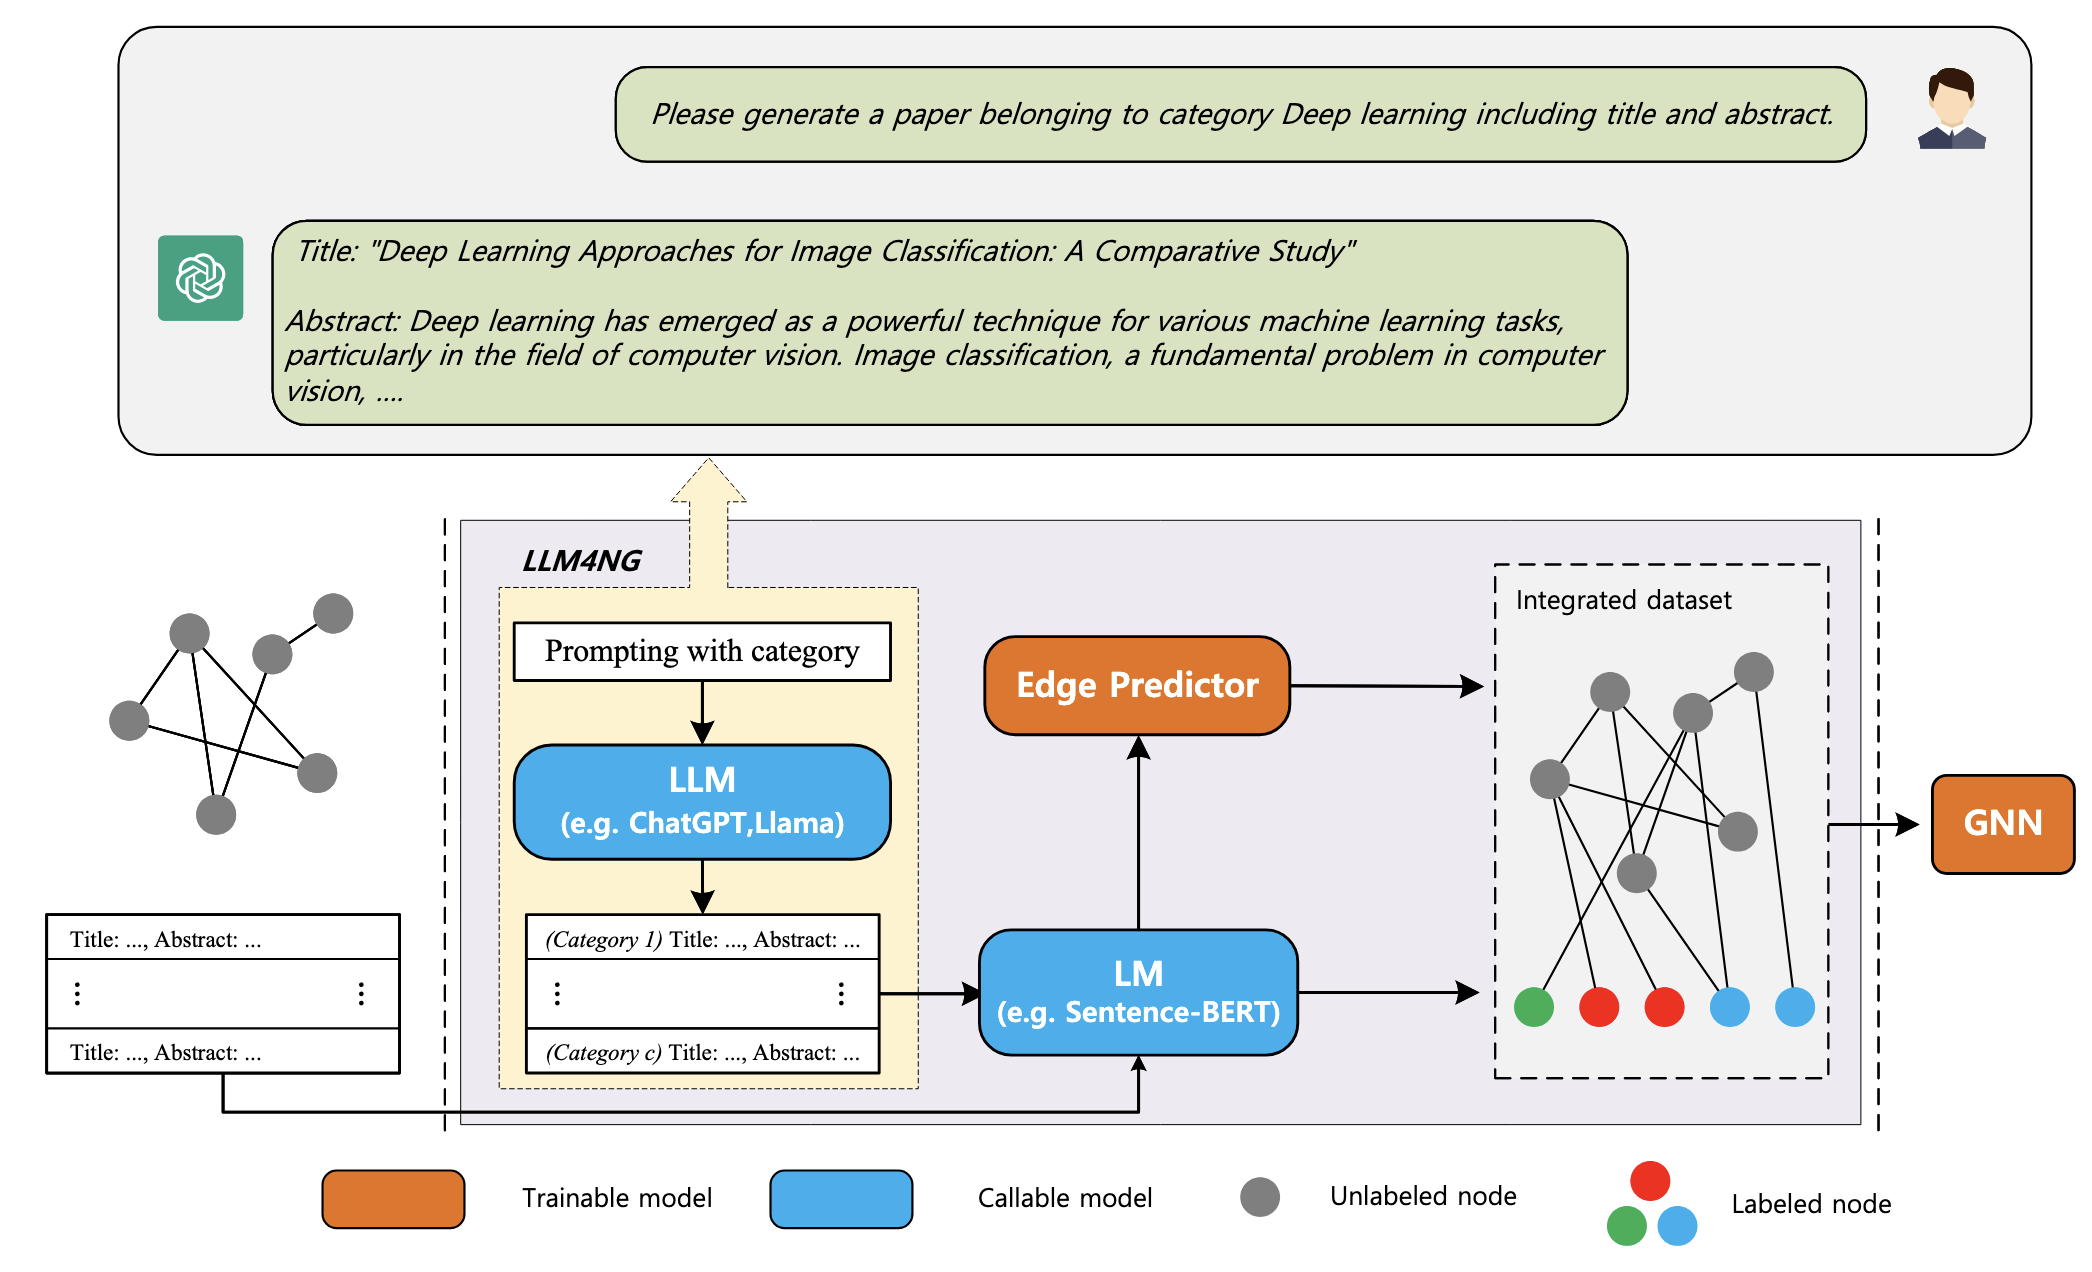 Please generate a paper belonging to category Deep learning including title and abstract.
Title: "Deep Learning Approaches for Image Classification: A Comparative Study"
Abstract: Deep learning has emerged as a powerful technique for various machine learning tasks,
particularly in the field of computer vision. Image classification, a fundamental problem in computer
vision, ....
LLM4NG
Prompting with category
LLM
(e.g. ChatGPT,Llama)
(Category 1) Title: ..., Abstract: ...
(Category c) Title: ..., Abstract: ...
Title: ..., Abstract: ...
Title: ..., Abstract: ...
Edge Predictor
LM
(e.g. Sentence-BERT)
Integrated dataset
GNN
Trainable model
Callable model
Unlabeled node
Labeled node